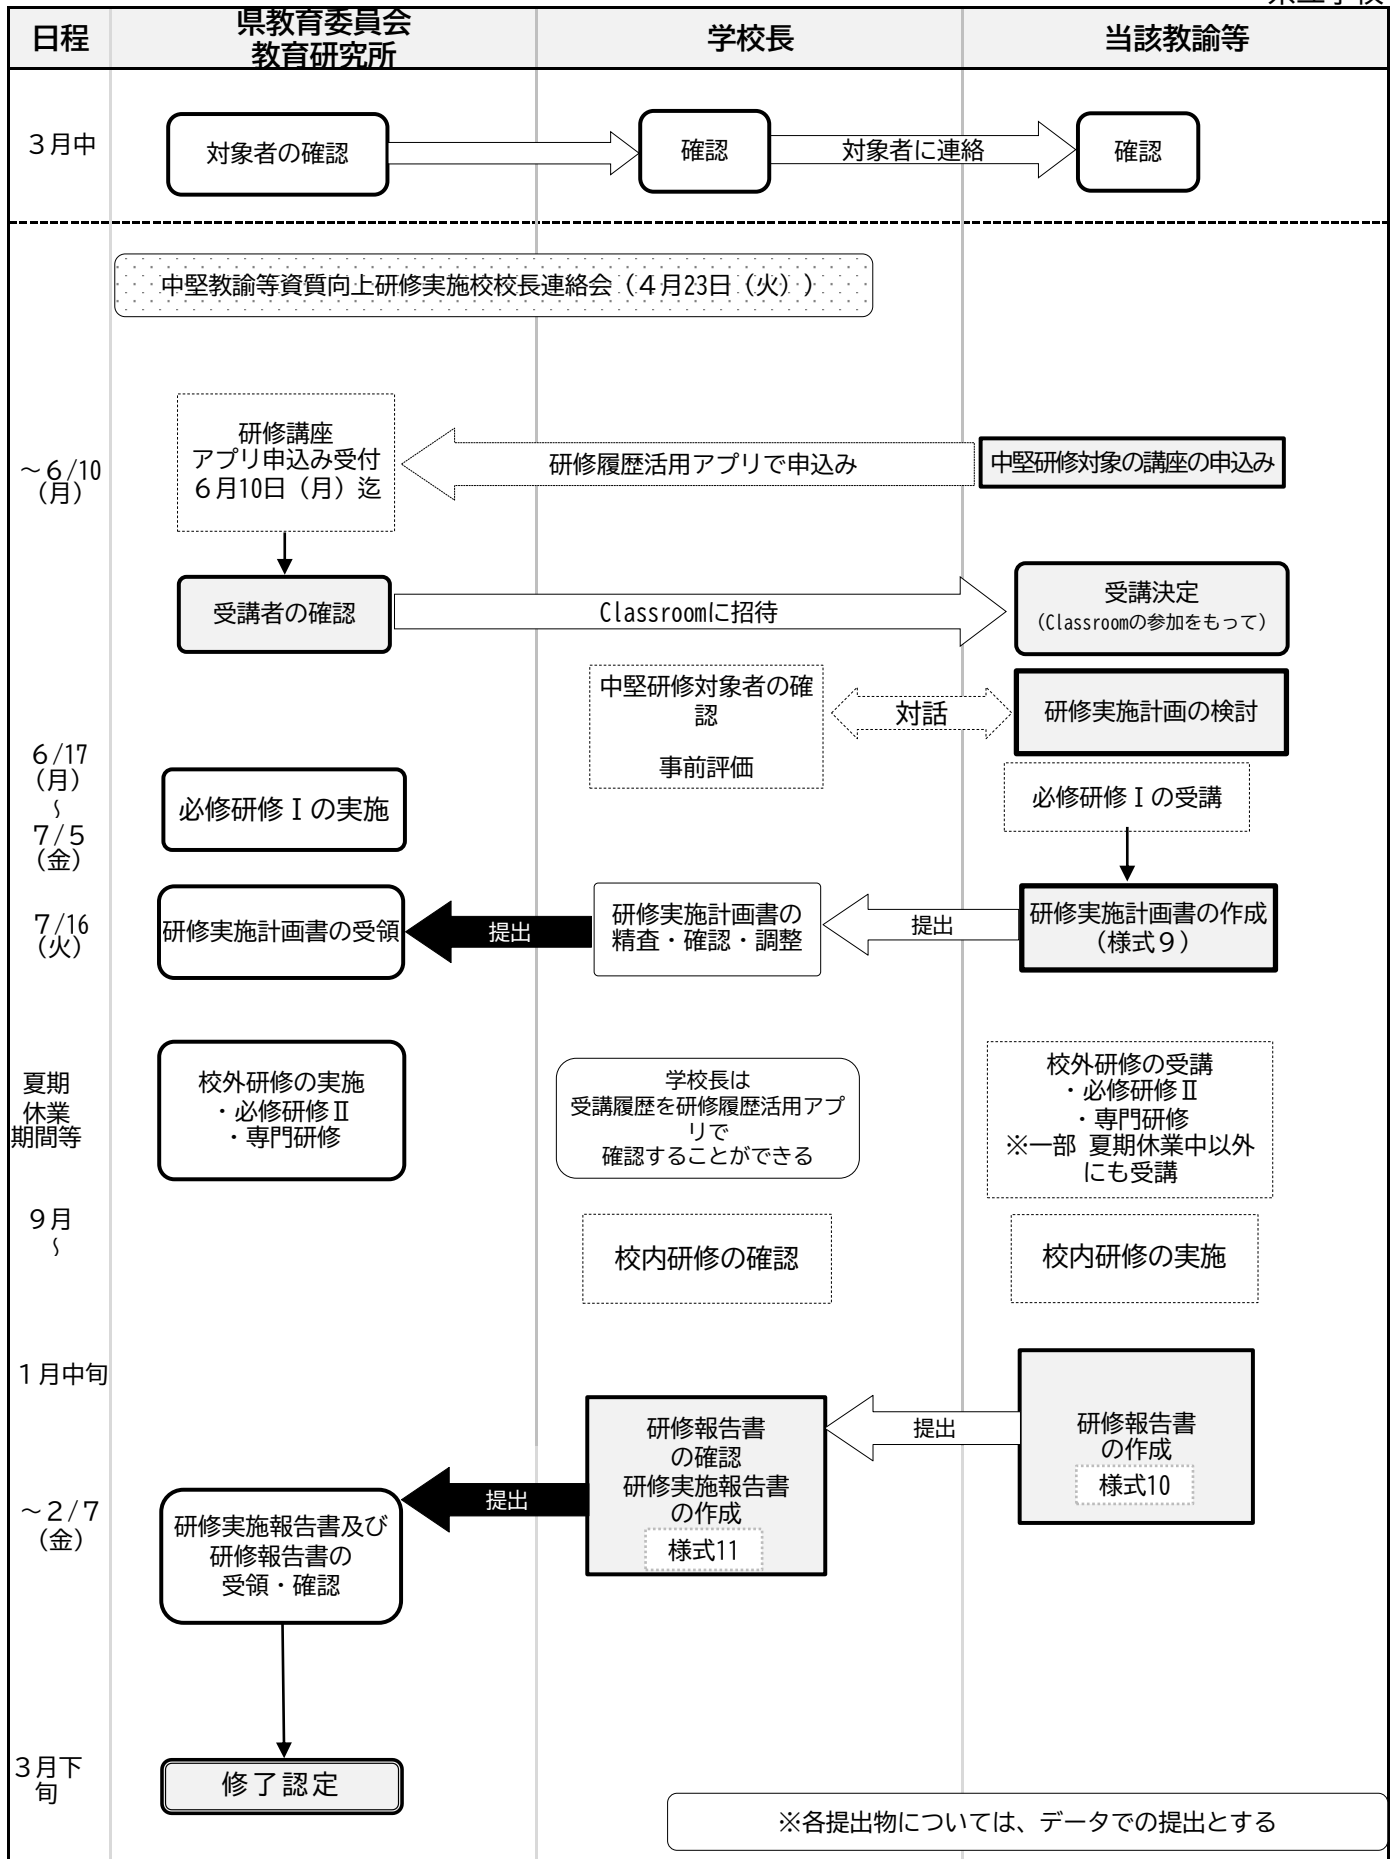 日程
県教育委員会
教育研究所
学校長
当該教諭等
３月中
対象者の確認
確認
対象者に連絡
確認
中堅教諭等資質向上研修実施校校長連絡会（４月23日（火））
～６/10
（月）
研修講座
アプリ申込み受付
６月10日（月）迄
研修履歴活用アプリで申込み
中堅研修対象の講座の申込み
受講者の確認
Classroomに招待
受講決定
（Classroomの参加をもって）
中堅研修対象者の確
認
事前評価
対話
研修実施計画の検討
６/17
（月）
～
７/５
（金）
必修研修Ⅰの実施
必修研修Ⅰの受講
７/16
（火）
研修実施計画書の受領
提出
研修実施計画書の
精査・確認・調整
提出
研修実施計画書の作成
（様式９）
夏期
休業
期間等
校外研修の実施
・必修研修Ⅱ
・専門研修
学校長は
受講履歴を研修履歴活用アプ
リで
確認することができる
校外研修の受講
・必修研修Ⅱ
・専門研修
※一部 夏期休業中以外
にも受講
９月
～
校内研修の確認
校内研修の実施
１月中旬
研修報告書
の確認
研修実施報告書
の作成
様式11
提出
研修報告書
の作成
様式10
～２/７
（金）
研修実施報告書及び
研修報告書の
受領・確認
提出
３月下
旬
修了認定
※各提出物については、データでの提出とする